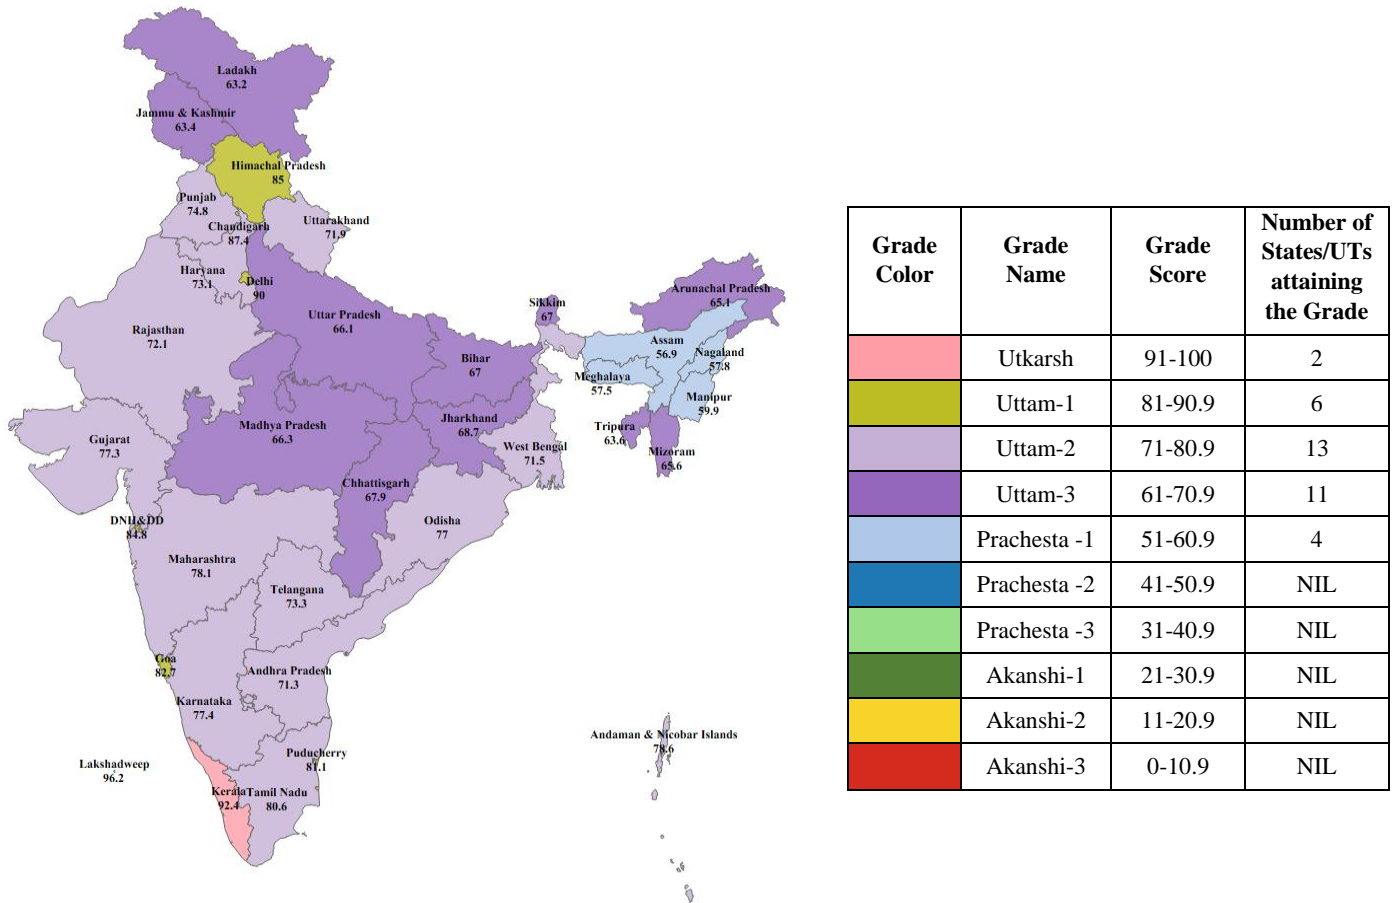 Ladakh
63.2
Jammu & Kashmir
63.4
Himachal Pradesh
85
Punjab
74.8
Chandigarh
87.4
Uttarakhand
71.9
Haryana
73.1
Delhi
90
Rajasthan
72.1
Uttar Pradesh
66.1
Sikkim
67
Arunachal Pradesh
65.1
Assam
56.9
Nagaland
57.8
Bihar
67
Meghalaya
57.5
Manipur
59.9
Gujarat
77.3
Madhya Pradesh
66.3
Jharkhand
68.7
West Bengal
71.5
Tripura
63.6
Mizoram
65.6
Chhattisgarh
67.9
DNH&DD
84.8
Odisha
77
Maharashtra
78.1
Telangana
73.3
Goa
82.7
Andhra Pradesh
71.3
Karnataka
77.4
Andaman & Nicobar Islands
78.6
Puducherry
81.1
Lakshadweep
96.2
Kerala
92.4
Tamil Nadu
80.6
Grade
Color
Grade
Name
Grade
Score
Number of
States/UTs
attaining
the Grade
Utkarsh 91-100 2
Uttam-1 81-90.9 6
Uttam-2 71-80.9 13
Uttam-3 61-70.9 11
Prachesta -1 51-60.9 4
Prachesta -2 41-50.9 NIL
Prachesta -3 31-40.9 NIL
Akanshi-1 21-30.9 NIL
Akanshi-2 11-20.9 NIL
Akanshi-3 0-10.9 NIL